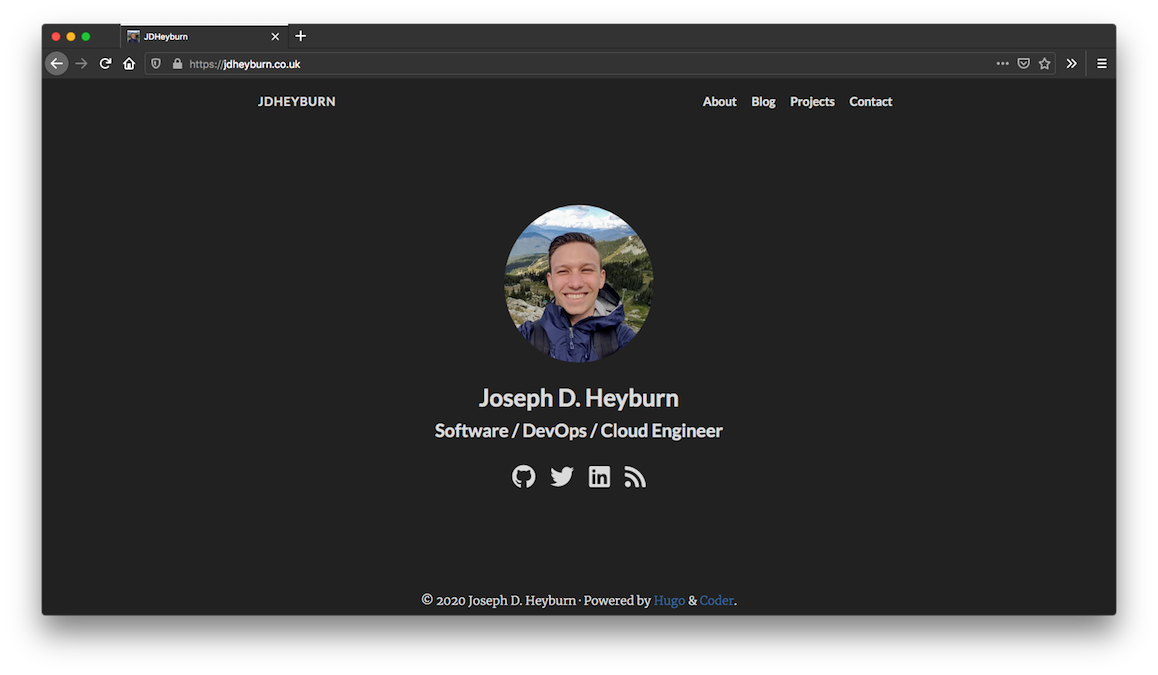 JDHeyburn
https://jdheyburn.co.uk
JDHEYBURN
About Blog Projects Contact
Joseph D. Heyburn
Software / DevOps / Cloud Engineer
in
© 2020 Joseph D. Heyburn · Powered by Hugo & Coder.